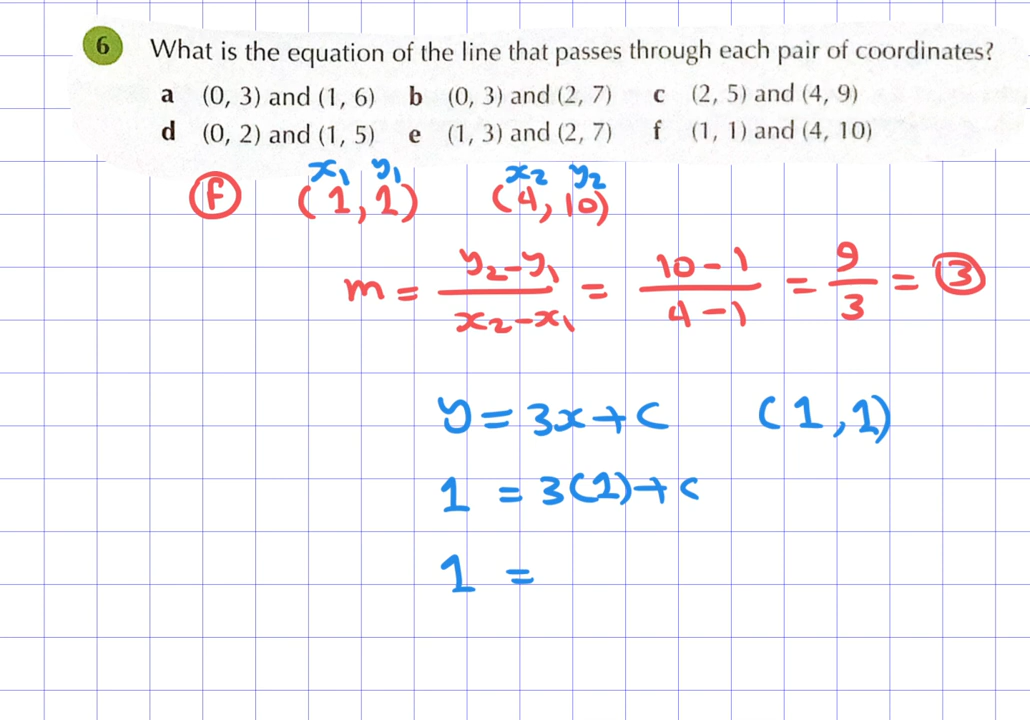 6 What is the equation of the line that passes through each pair of coordinates?
a (0, 3) and (1, 6) b (0, 3) and (2, 7) c (2, 5) and (4, 9)
d (0, 2) and (1, 5) e (1, 3) and (2, 7) f (1, 1) and (4, 10)
x₁ y₁ x₂ y₂
(F) (1, 1) (4, 10)
m = y₂-y₁ / x₂-x₁ = 10-1 / 4-1 = 9/3 = 3
y = 3x + c (1, 1)
1 = 3(1) + c
1 =